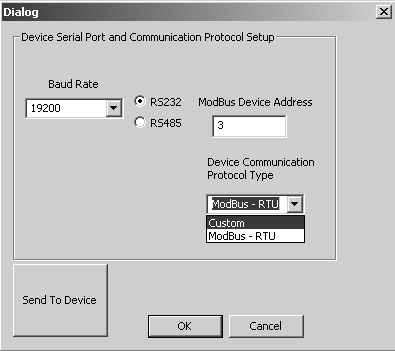 Dialog
Device Serial Port and Communication Protocol Setup
Baud Rate
19200
RS232
RS485
ModBus Device Address
3
Device Communication
Protocol Type
ModBus - RTU
Custom
ModBus - RTU
Send To Device
OK
Cancel